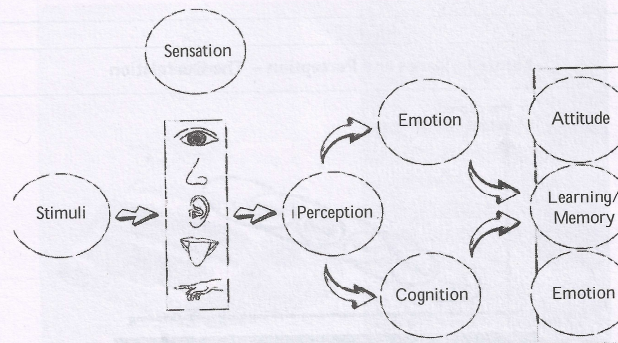 Sensation
Emotion
Attitude
Stimuli
Perception
Learning/
Memory
Cognition
Emotion